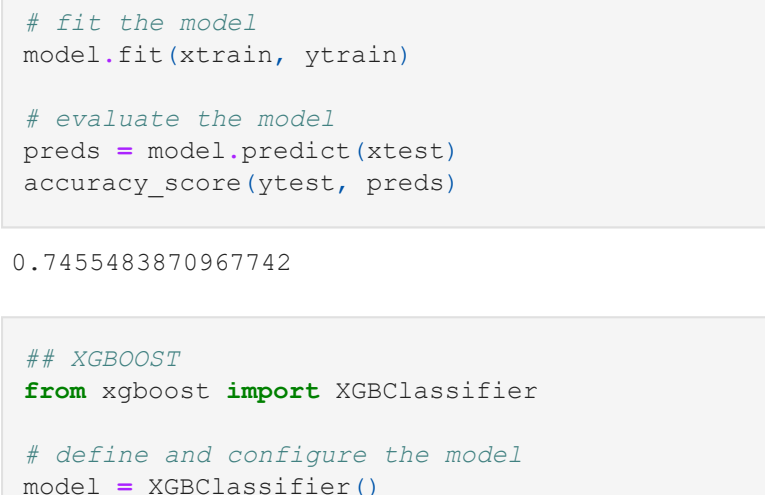 # fit the model
model.fit(xtrain, ytrain)
# evaluate the model
preds = model.predict(xtest)
accuracy_score(ytest, preds)
0.7455483870967742
## XGBOOST
from xgboost import XGBClassifier
# define and configure the model
model = XGBClassifier()